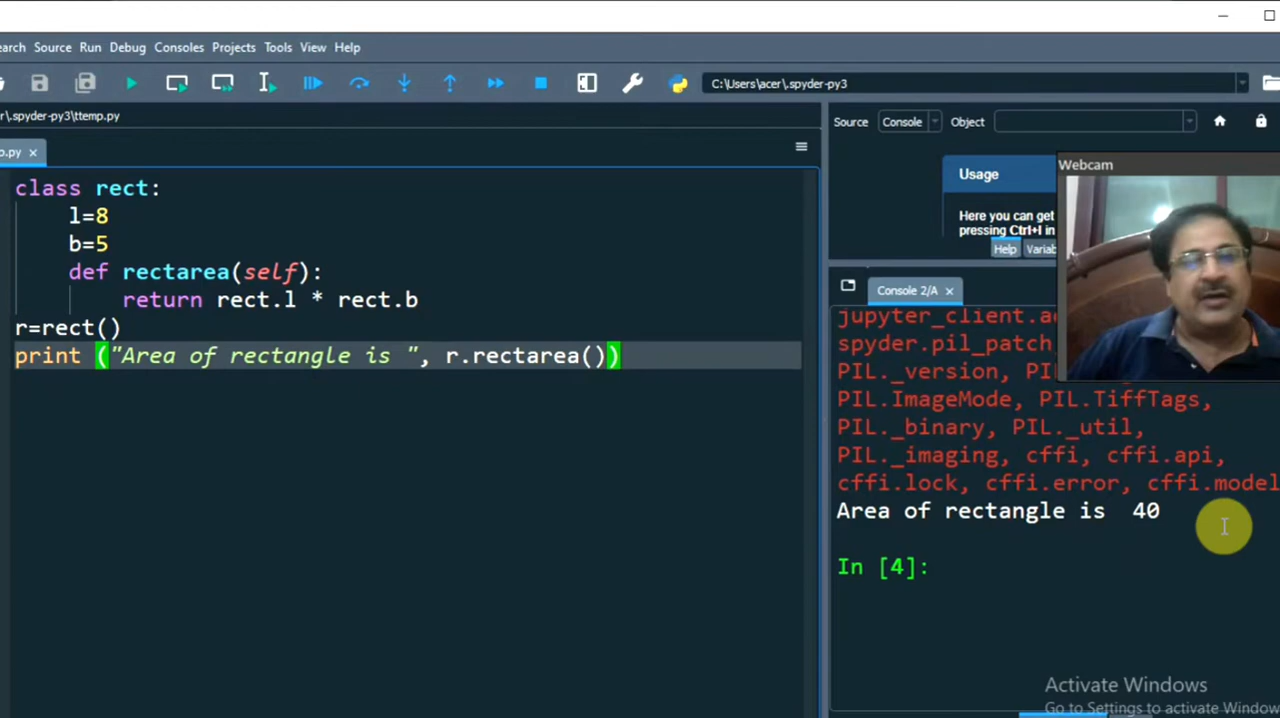 earch Source Run Debug Consoles Projects Tools View Help
C:\Users\acer\.spyder-py3
r\.spyder-py3\ttemp.py
Source Console Object
.py ×
Usage
Here you can get
pressing Ctrl+I in
Help Variab
Webcam
class rect:
l=8
b=5
def rectarea(self):
return rect.l * rect.b
r=rect()
print ("Area of rectangle is ", r.rectarea())
Console 2/A ×
spyder.pil_patch
PIL._version,
PIL.ImageMode, PIL.TiffTags,
PIL._binary, PIL._util,
PIL._imaging, cffi, cffi.api,
cffi.lock, cffi.error, cffi.model
Area of rectangle is  40
In [4]:
Activate Windows
Go to Settings to activate Window